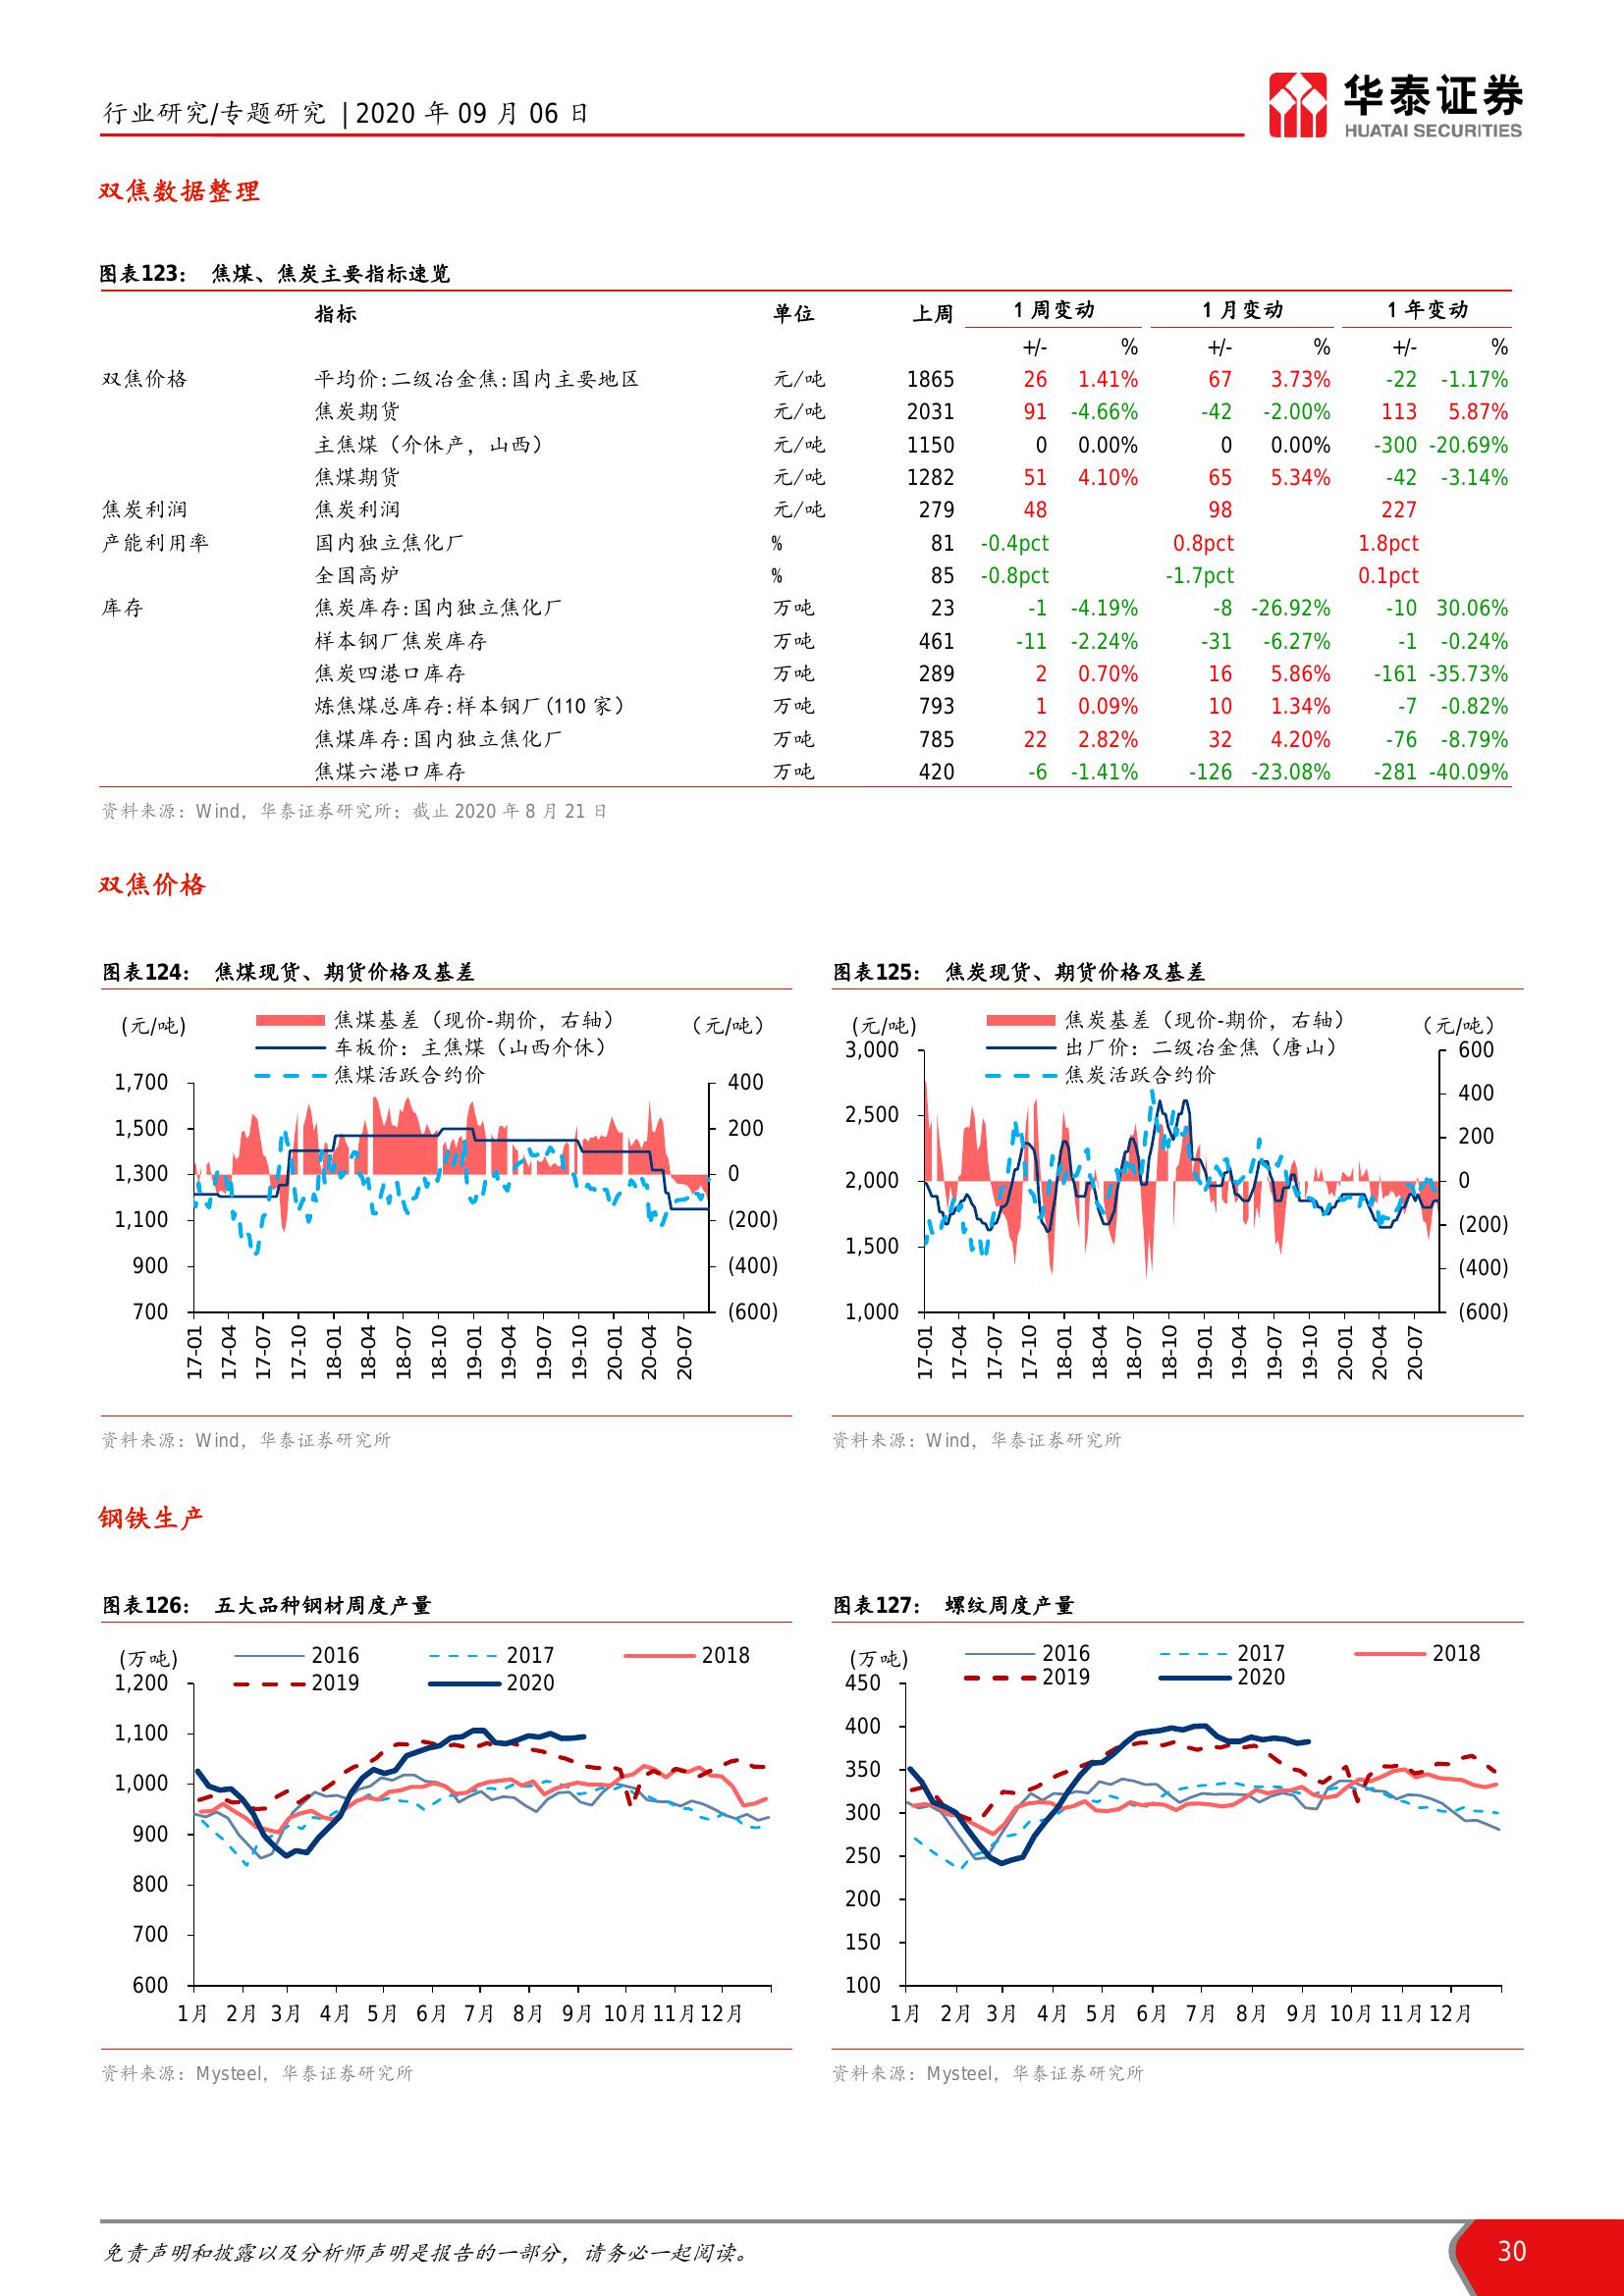 行业研究/专题研究 | 2020 年 09 月 06 日
华泰证券
HUATAI SECURITIES
双焦数据整理
图表123： 焦煤、焦炭主要指标速览
指标 单位 上周 1 周变动 1 月变动 1 年变动
+/- % +/- % +/- %
双焦价格 平均价:二级冶金焦:国内主要地区 元/吨 1865 26 1.41% 67 3.73% -22 -1.17%
焦炭期货 元/吨 2031 91 -4.66% -42 -2.00% 113 5.87%
主焦煤（介休产，山西） 元/吨 1150 0 0.00% 0 0.00% -300 -20.69%
焦煤期货 元/吨 1282 51 4.10% 65 5.34% -42 -3.14%
焦炭利润 焦炭利润 元/吨 279 48 98 227
产能利用率 国内独立焦化厂 % 81 -0.4pct 0.8pct 1.8pct
全国高炉 % 85 -0.8pct -1.7pct 0.1pct
库存 焦炭库存:国内独立焦化厂 万吨 23 -1 -4.19% -8 -26.92% -10 30.06%
样本钢厂焦炭库存 万吨 461 -11 -2.24% -31 -6.27% -1 -0.24%
焦炭四港口库存 万吨 289 2 0.70% 16 5.86% -161 -35.73%
炼焦煤总库存:样本钢厂(110 家） 万吨 793 1 0.09% 10 1.34% -7 -0.82%
焦煤库存:国内独立焦化厂 万吨 785 22 2.82% 32 4.20% -76 -8.79%
焦煤六港口库存 万吨 420 -6 -1.41% -126 -23.08% -281 -40.09%
资料来源：Wind，华泰证券研究所；截止 2020 年 8 月 21 日
双焦价格
图表124： 焦煤现货、期货价格及基差
(元/吨)
焦煤基差（现价-期价，右轴）
（元/吨）
车板价：主焦煤（山西介休）
焦煤活跃合约价
1,700
1,500
1,300
1,100
900
700
400
200
0
(200)
(400)
(600)
17-01 17-04 17-07 17-10 18-01 18-04 18-07 18-10 19-01 19-04 19-07 19-10 20-01 20-04 20-07
资料来源：Wind，华泰证券研究所
图表125： 焦炭现货、期货价格及基差
(元/吨)
焦炭基差（现价-期价，右轴）
（元/吨）
出厂价：二级冶金焦（唐山）
焦炭活跃合约价
3,000
2,500
2,000
1,500
1,000
600
400
200
0
(200)
(400)
(600)
17-01 17-04 17-07 17-10 18-01 18-04 18-07 18-10 19-01 19-04 19-07 19-10 20-01 20-04 20-07
资料来源：Wind，华泰证券研究所
钢铁生产
图表126： 五大品种钢材周度产量
(万吨)
2016 2017 2018
2019 2020
1,200
1,100
1,000
900
800
700
600
1月 2月 3月 4月 5月 6月 7月 8月 9月 10月 11月 12月
资料来源：Mysteel，华泰证券研究所
图表127： 螺纹周度产量
(万吨)
2016 2017 2018
2019 2020
450
400
350
300
250
200
150
100
1月 2月 3月 4月 5月 6月 7月 8月 9月 10月 11月 12月
资料来源：Mysteel，华泰证券研究所
免责声明和披露以及分析师声明是报告的一部分，请务必一起阅读。
30